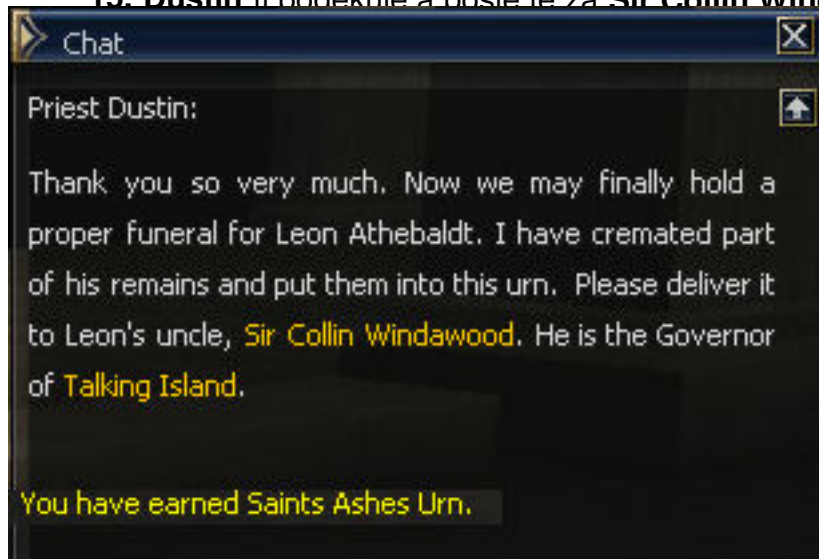 Chat
Priest Dustin:
Thank you so very much. Now we may finally hold a
proper funeral for Leon Athebaldt. I have cremated part
of his remains and put them into this urn. Please deliver it
to Leon's uncle, Sir Collin Windawood. He is the Governor
of Talking Island.
You have earned Saints Ashes Urn.